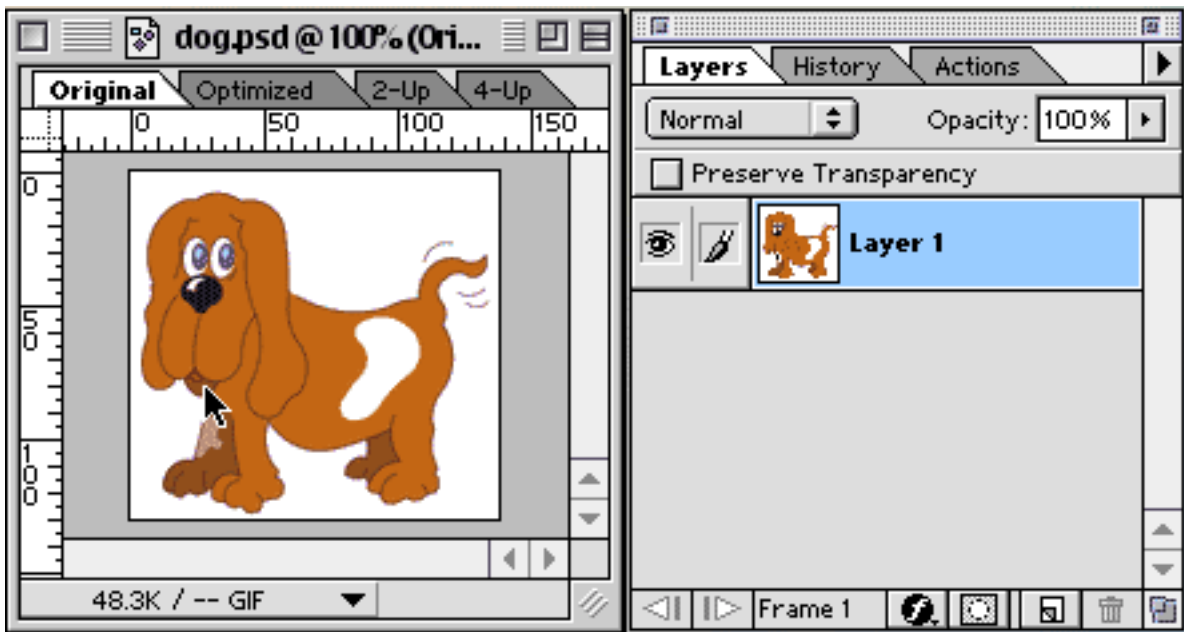 dog.psd @ 100% (Ori...
Original Optimized 2-Up 4-Up
0 50 100 150
0
50
100
48.3K / -- GIF
Layers History Actions
Normal Opacity: 100%
Preserve Transparency
Layer 1
Frame 1